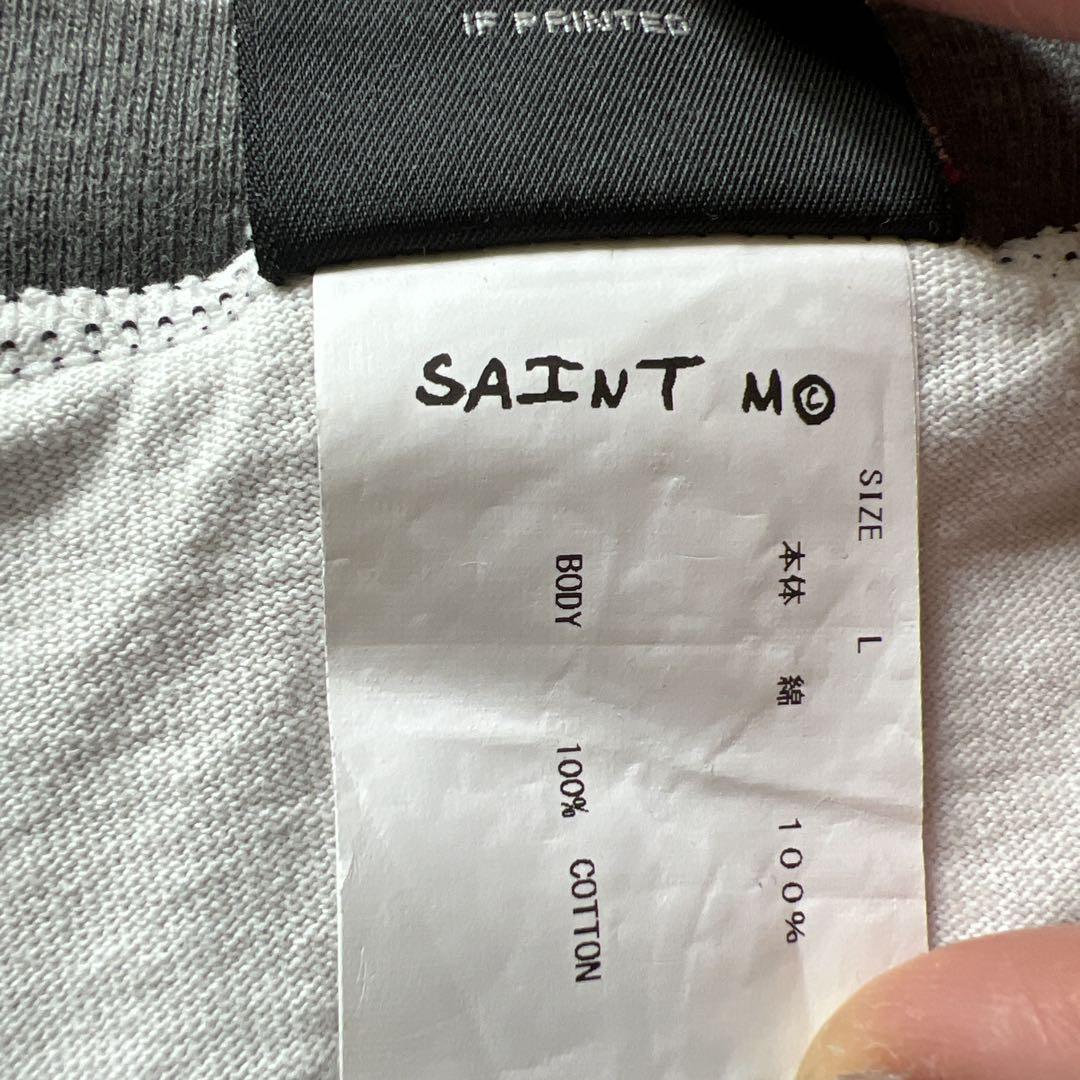 IF PRINTED
SAINT M©
SIZE L
本体 綿 100%
BODY 100% COTTON